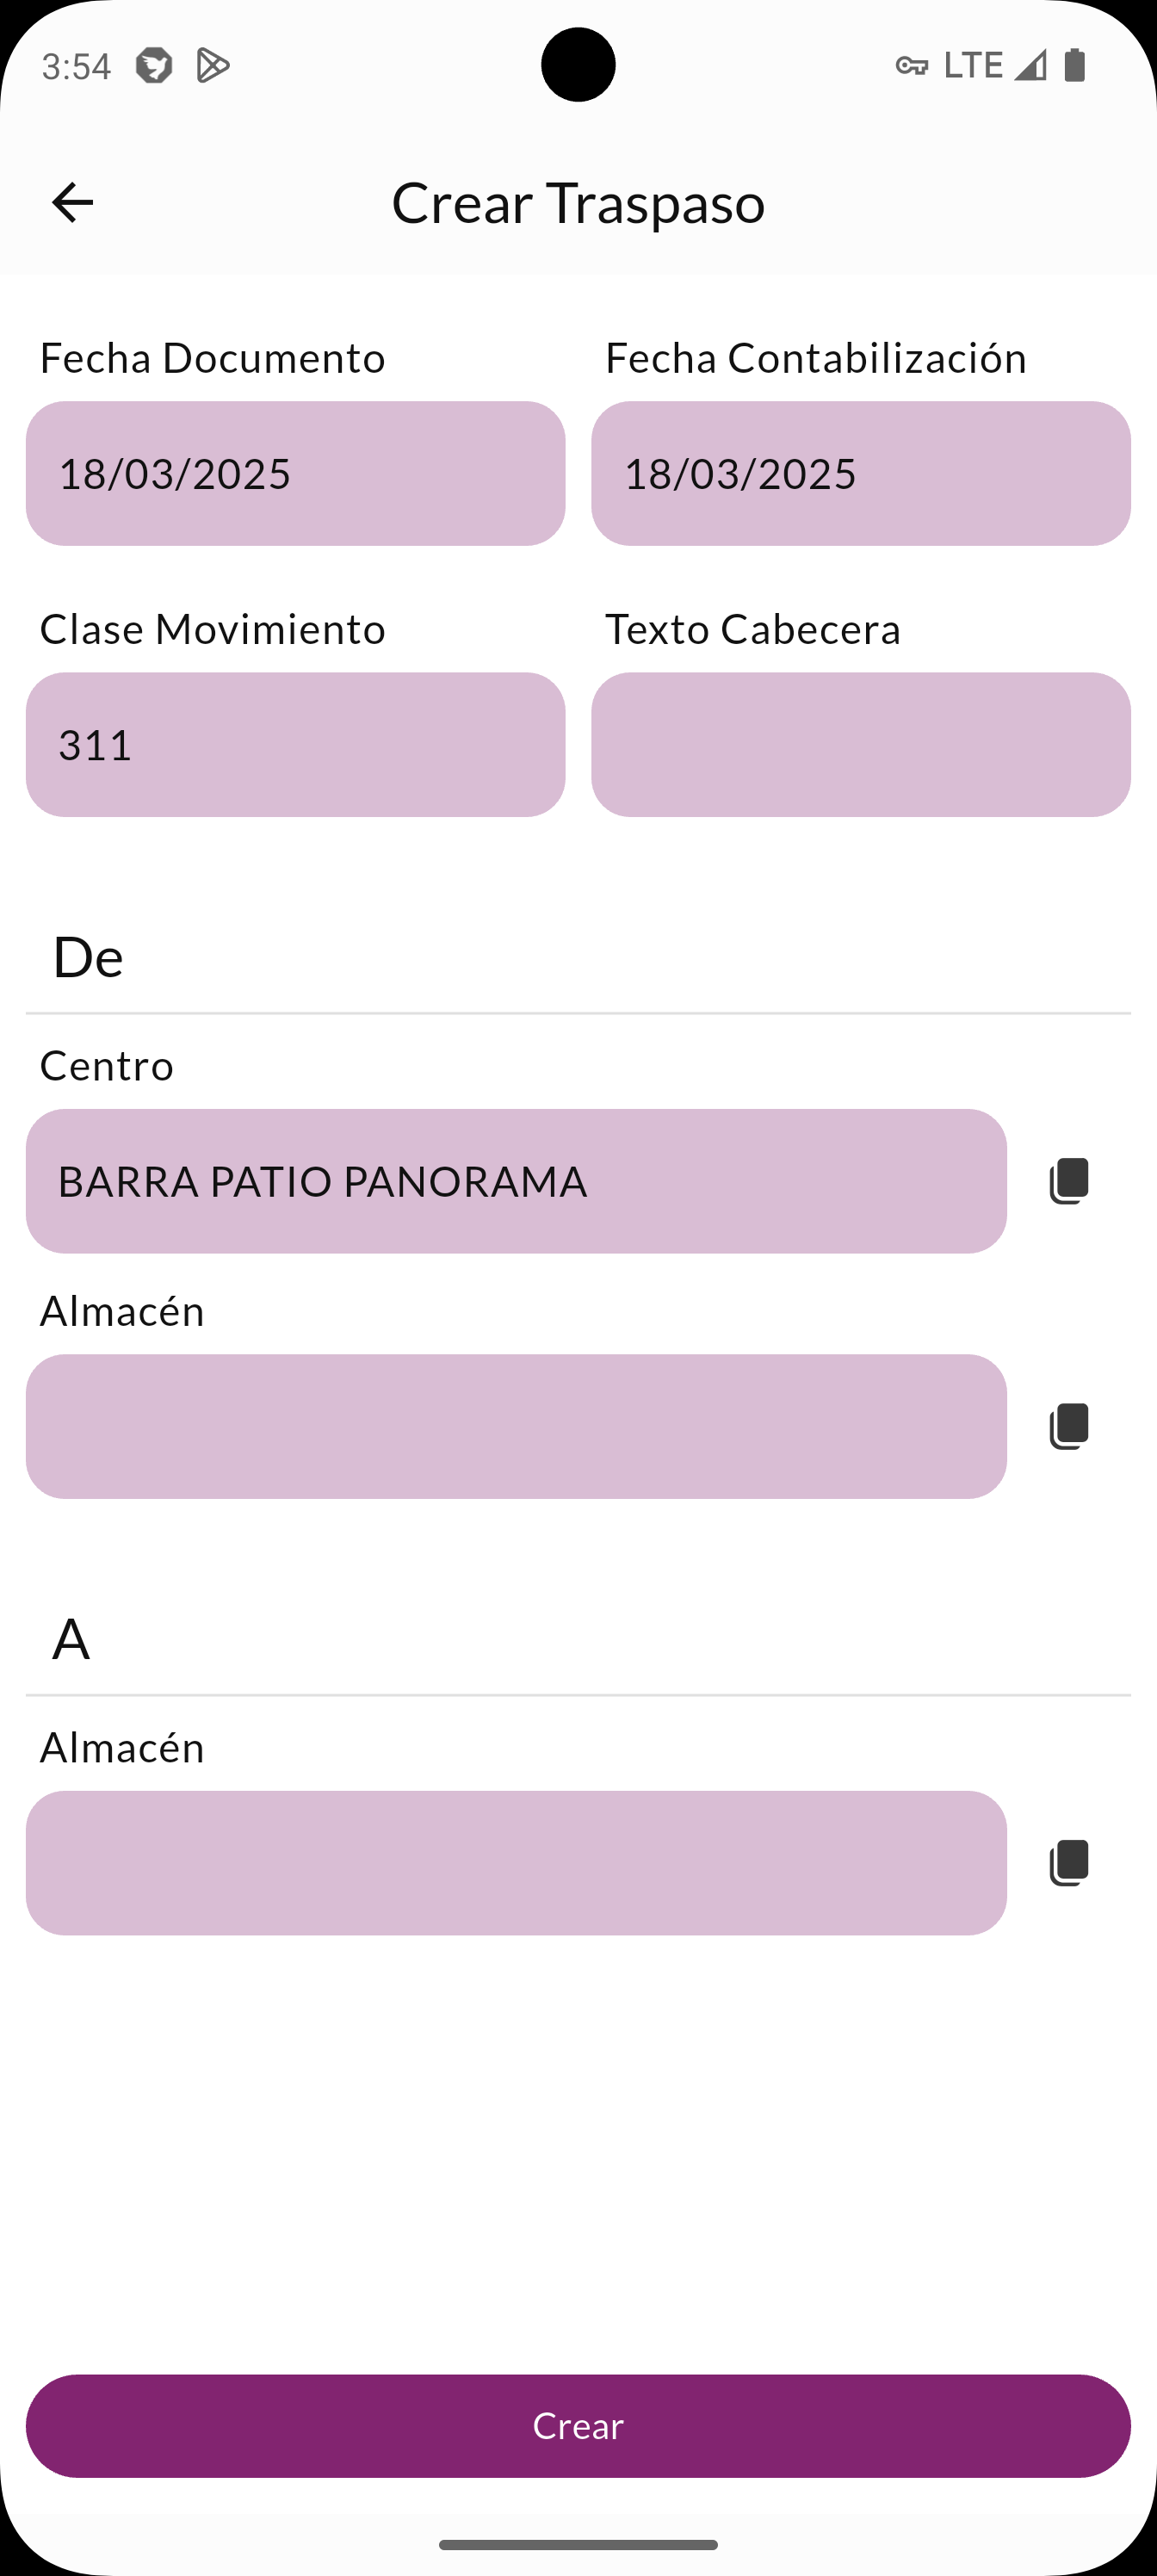 3:54 LTE
Crear Traspaso
Fecha Documento Fecha Contabilización
18/03/2025 18/03/2025
Clase Movimiento Texto Cabecera
311
De
Centro
BARRA PATIO PANORAMA
Almacén
A
Almacén
Crear